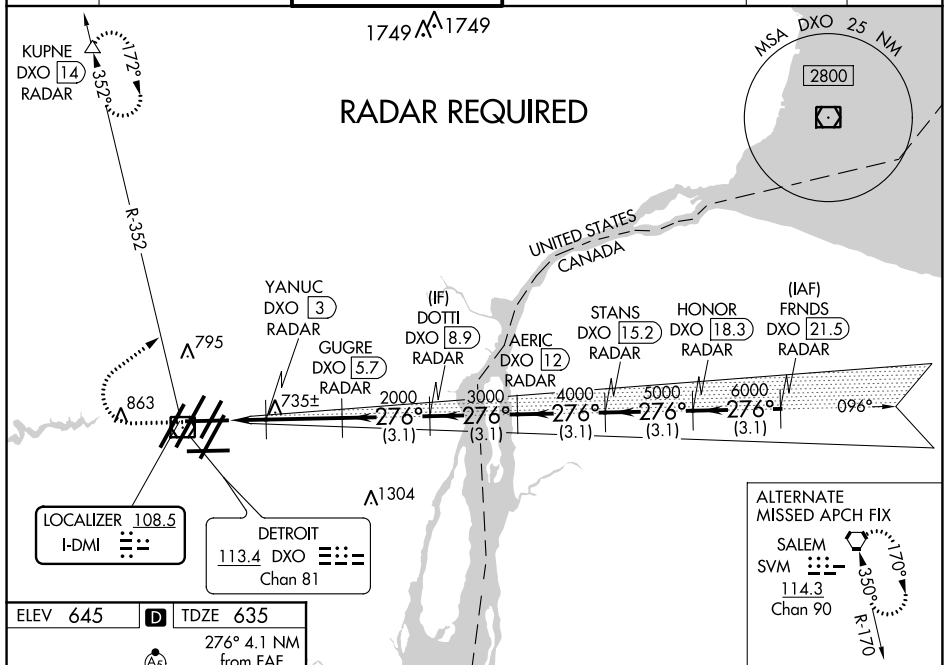 1749 1749
MSA DXO 25 NM
2800
KUPNE
DXO 14
RADAR
172°
352°
RADAR REQUIRED
R-352
UNITED STATES
CANADA
YANUC
DXO 3
RADAR
GUGRE
DXO 5.7
RADAR
(IF)
DOTTI
DXO 8.9
RADAR
AERIC
DXO 12
RADAR
STANS
DXO 15.2
RADAR
HONOR
DXO 18.3
RADAR
(IAF)
FRNDS
DXO 21.5
RADAR
795
863
735±
2000 3000 4000 5000 6000
276° 276° 276° 276° 276° 096°
(3.1) (3.1) (3.1) (3.1) (3.1)
1304
LOCALIZER 108.5
I-DMI
DETROIT
113.4 DXO
Chan 81
ALTERNATE
MISSED APCH FIX
SALEM
SVM
114.3
Chan 90
170°
350°
R-170
ELEV 645 D TDZE 635
276° 4.1 NM
from FAF
A5